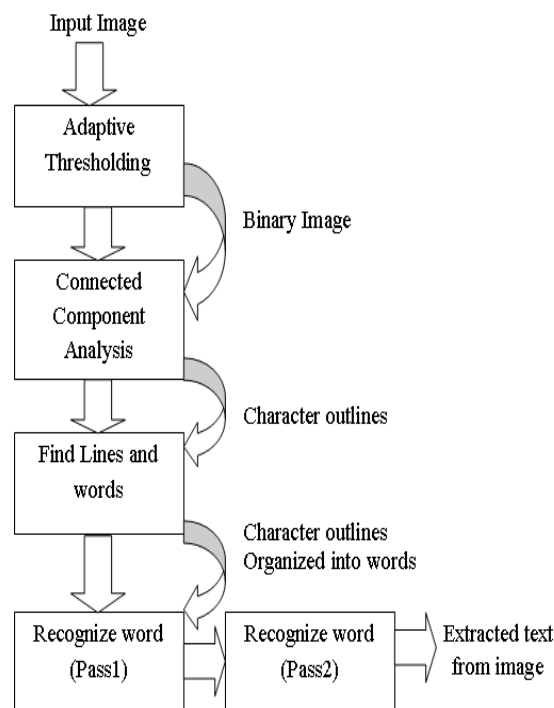 Input Image
Adaptive
Thresholding
Binary Image
Connected
Component
Analysis
Character outlines
Find Lines and
words
Character outlines
Organized into words
Recognize word
(Pass1)
Recognize word
(Pass2)
Extracted text
from image